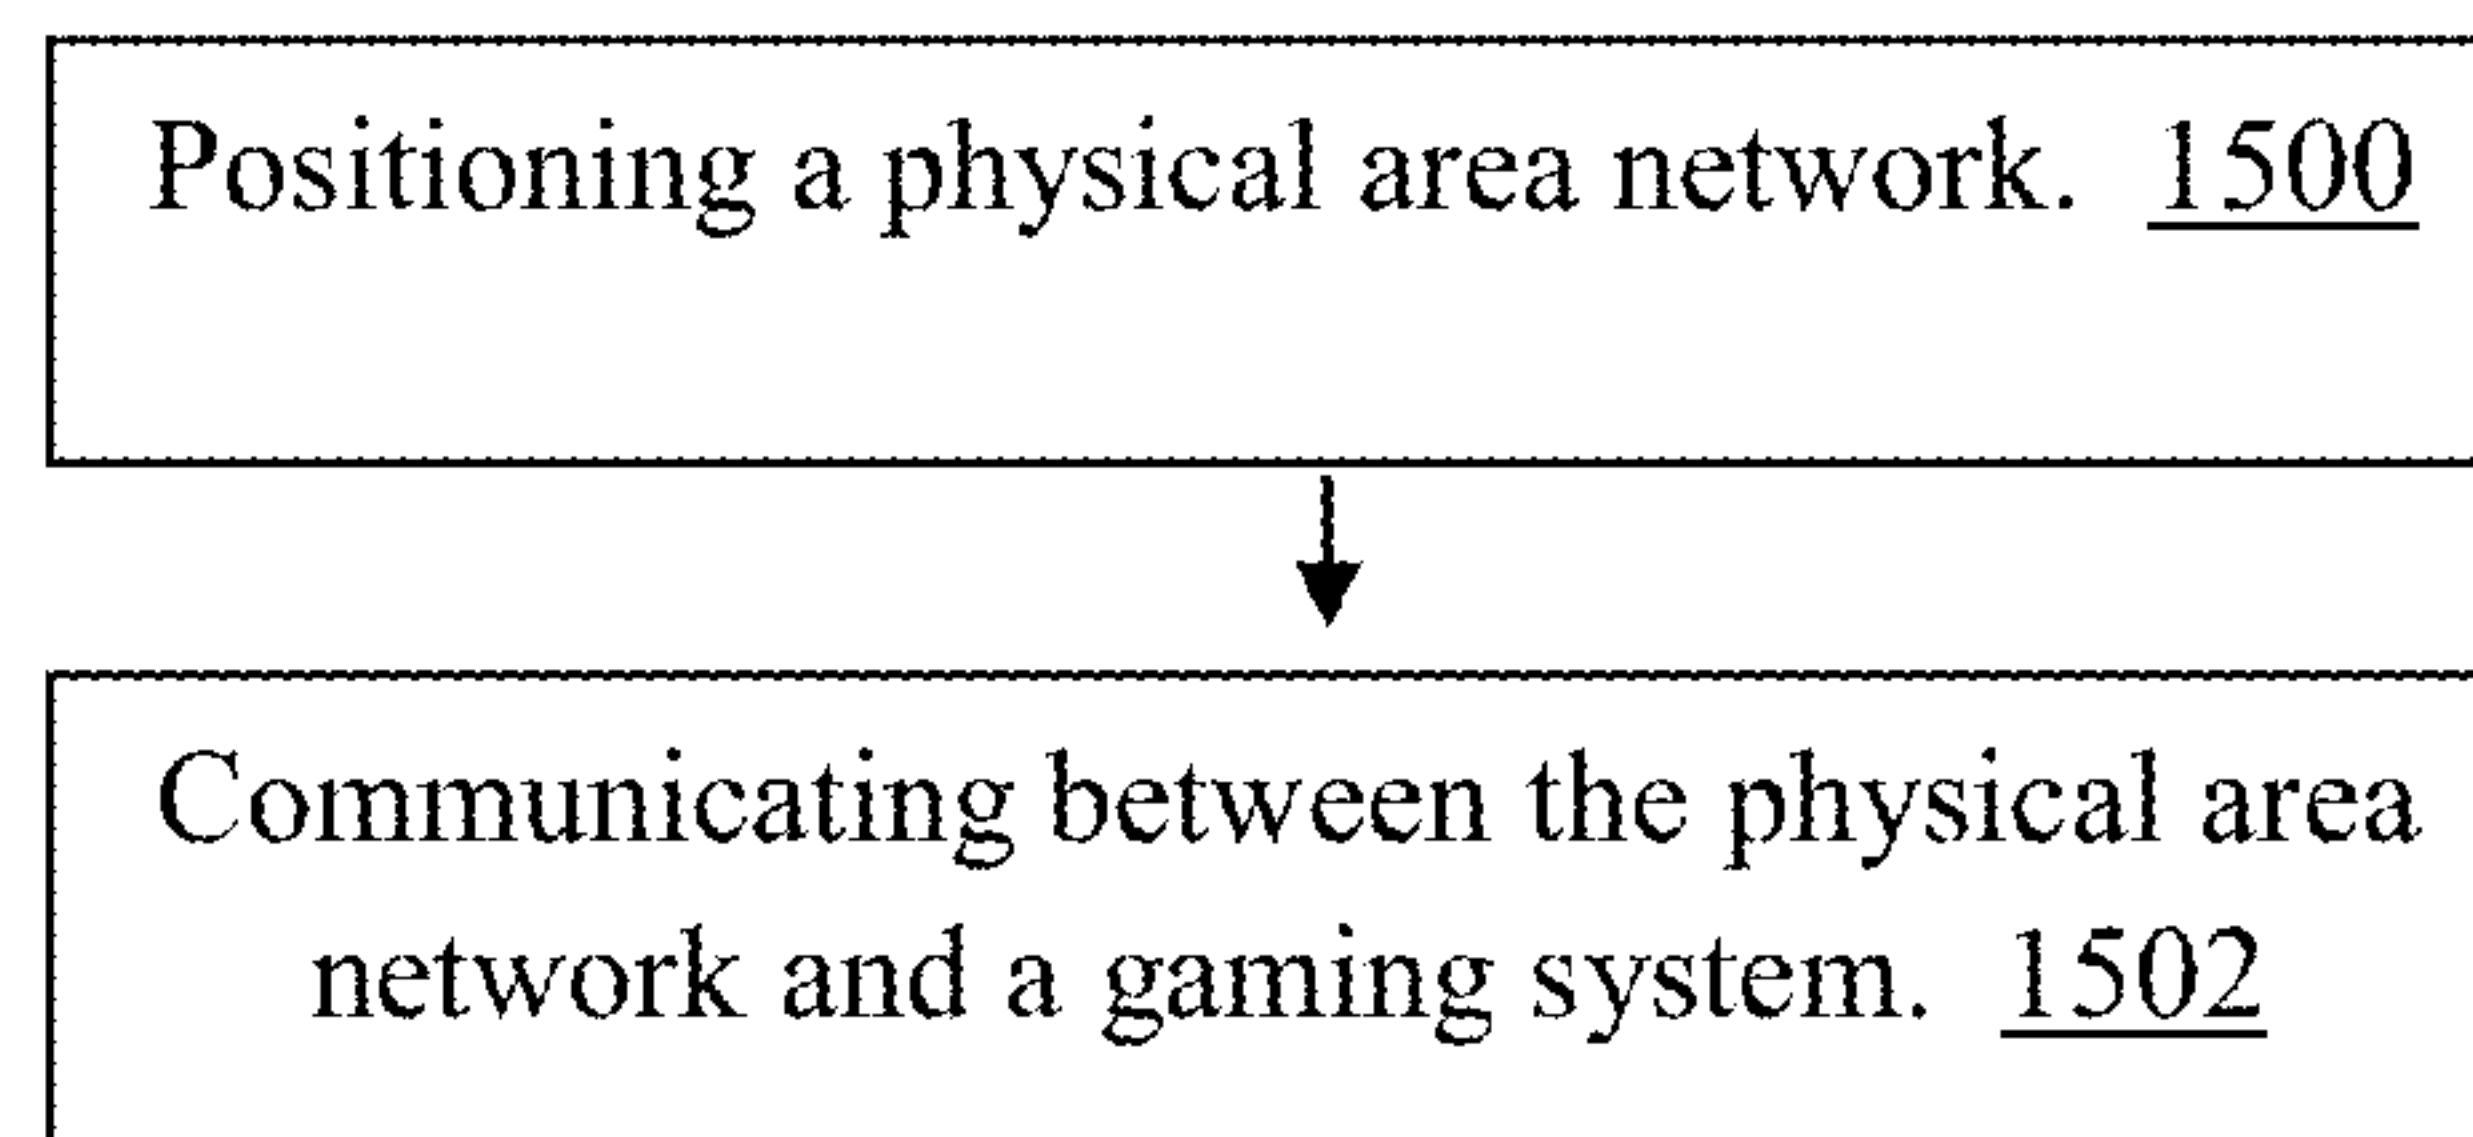 Positioning a physical area network. 1500
Communicating between the physical area
network and a gaming system. 1502